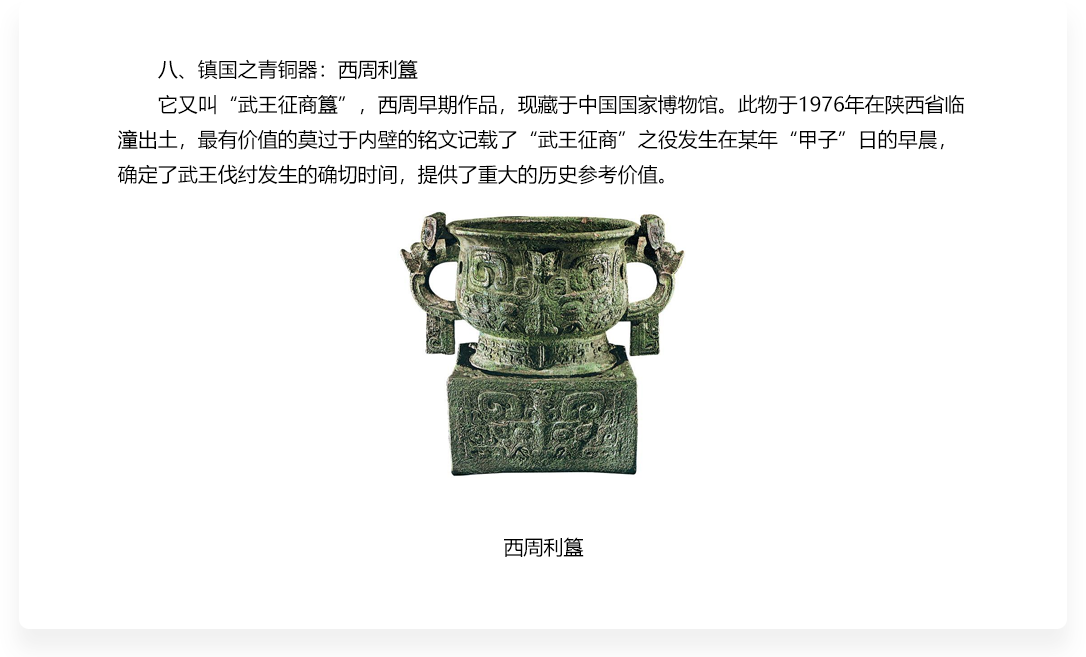 八、镇国之青铜器：西周利簋
它又叫“武王征商簋”，西周早期作品，现藏于中国国家博物馆。此物于1976年在陕西省临
潼出土，最有价值的莫过于内壁的铭文记载了“武王征商”之役发生在某年“甲子”日的早晨，
确定了武王伐纣发生的确切时间，提供了重大的历史参考价值。
西周利簋